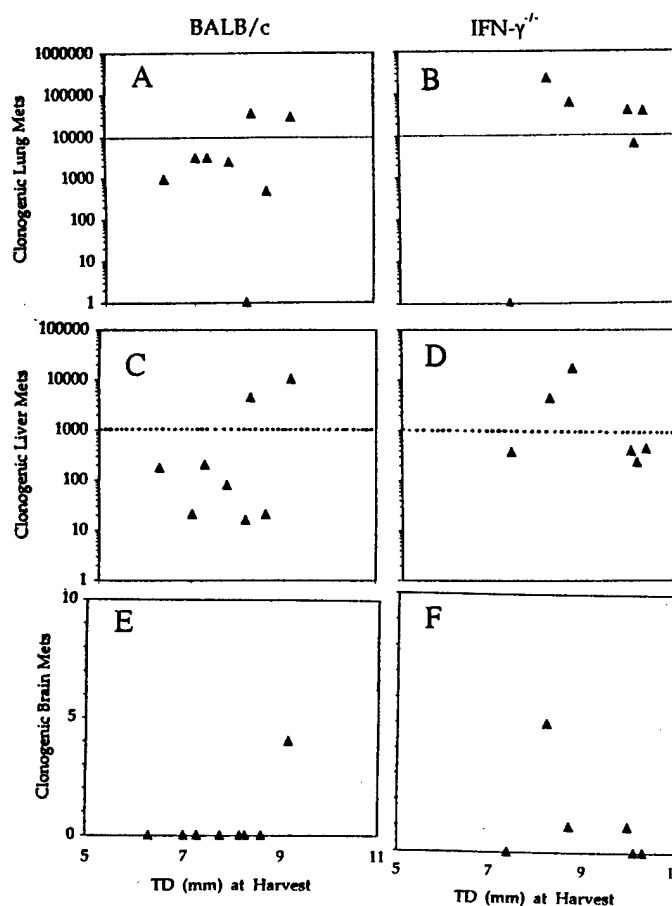 BALB/c
IFN-γ-/-
Clonogenic Lung Mets
1000000
100000
10000
1000
100
10
1
A
B
Clonogenic Liver Mets
100000
10000
1000
100
10
1
C
D
Clonogenic Brain Mets
10
5
0
E
F
5
7
9
11
5
7
9
TD (mm) at Harvest
TD (mm) at Harvest